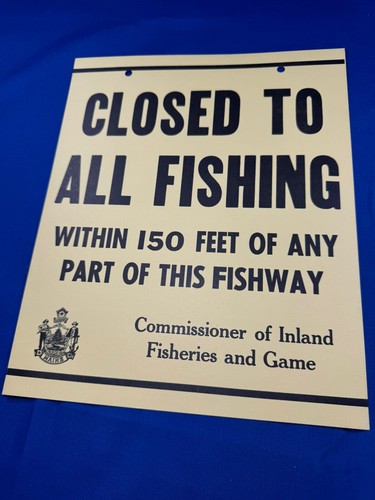 CLOSED TO
ALL FISHING
WITHIN 150 FEET OF ANY
PART OF THIS FISHWAY
Commissioner of Inland
Fisheries and Game
MAINE